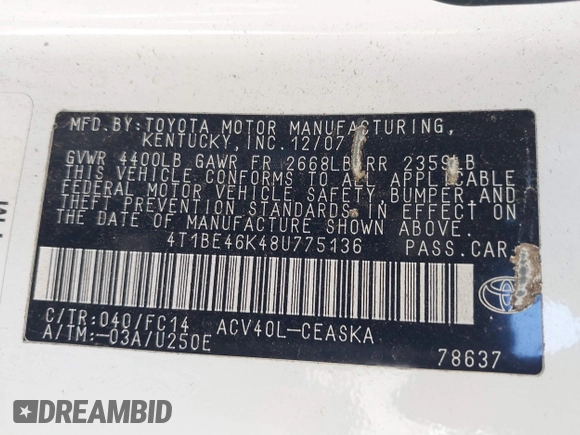 MFD.BY:TOYOTA MOTOR MANUFACTURING,
KENTUCKY, INC. 12/07
GVWR 4400LB GAWR FR 2668LB RR 2359LB
THIS VEHICLE CONFORMS TO ALL APPLICABLE
FEDERAL MOTOR VEHICLE SAFETY, BUMPER, AND
THEFT PREVENTION STANDARDS IN EFFECT ON
THE DATE OF MANUFACTURE SHOWN ABOVE.
4T1BE46K48U775136 PASS.CAR
C/TR:040/FC14 ACV40L-CEASKA
A/TM:-03A/U250E
78637
TOYOTA
DREAMBID